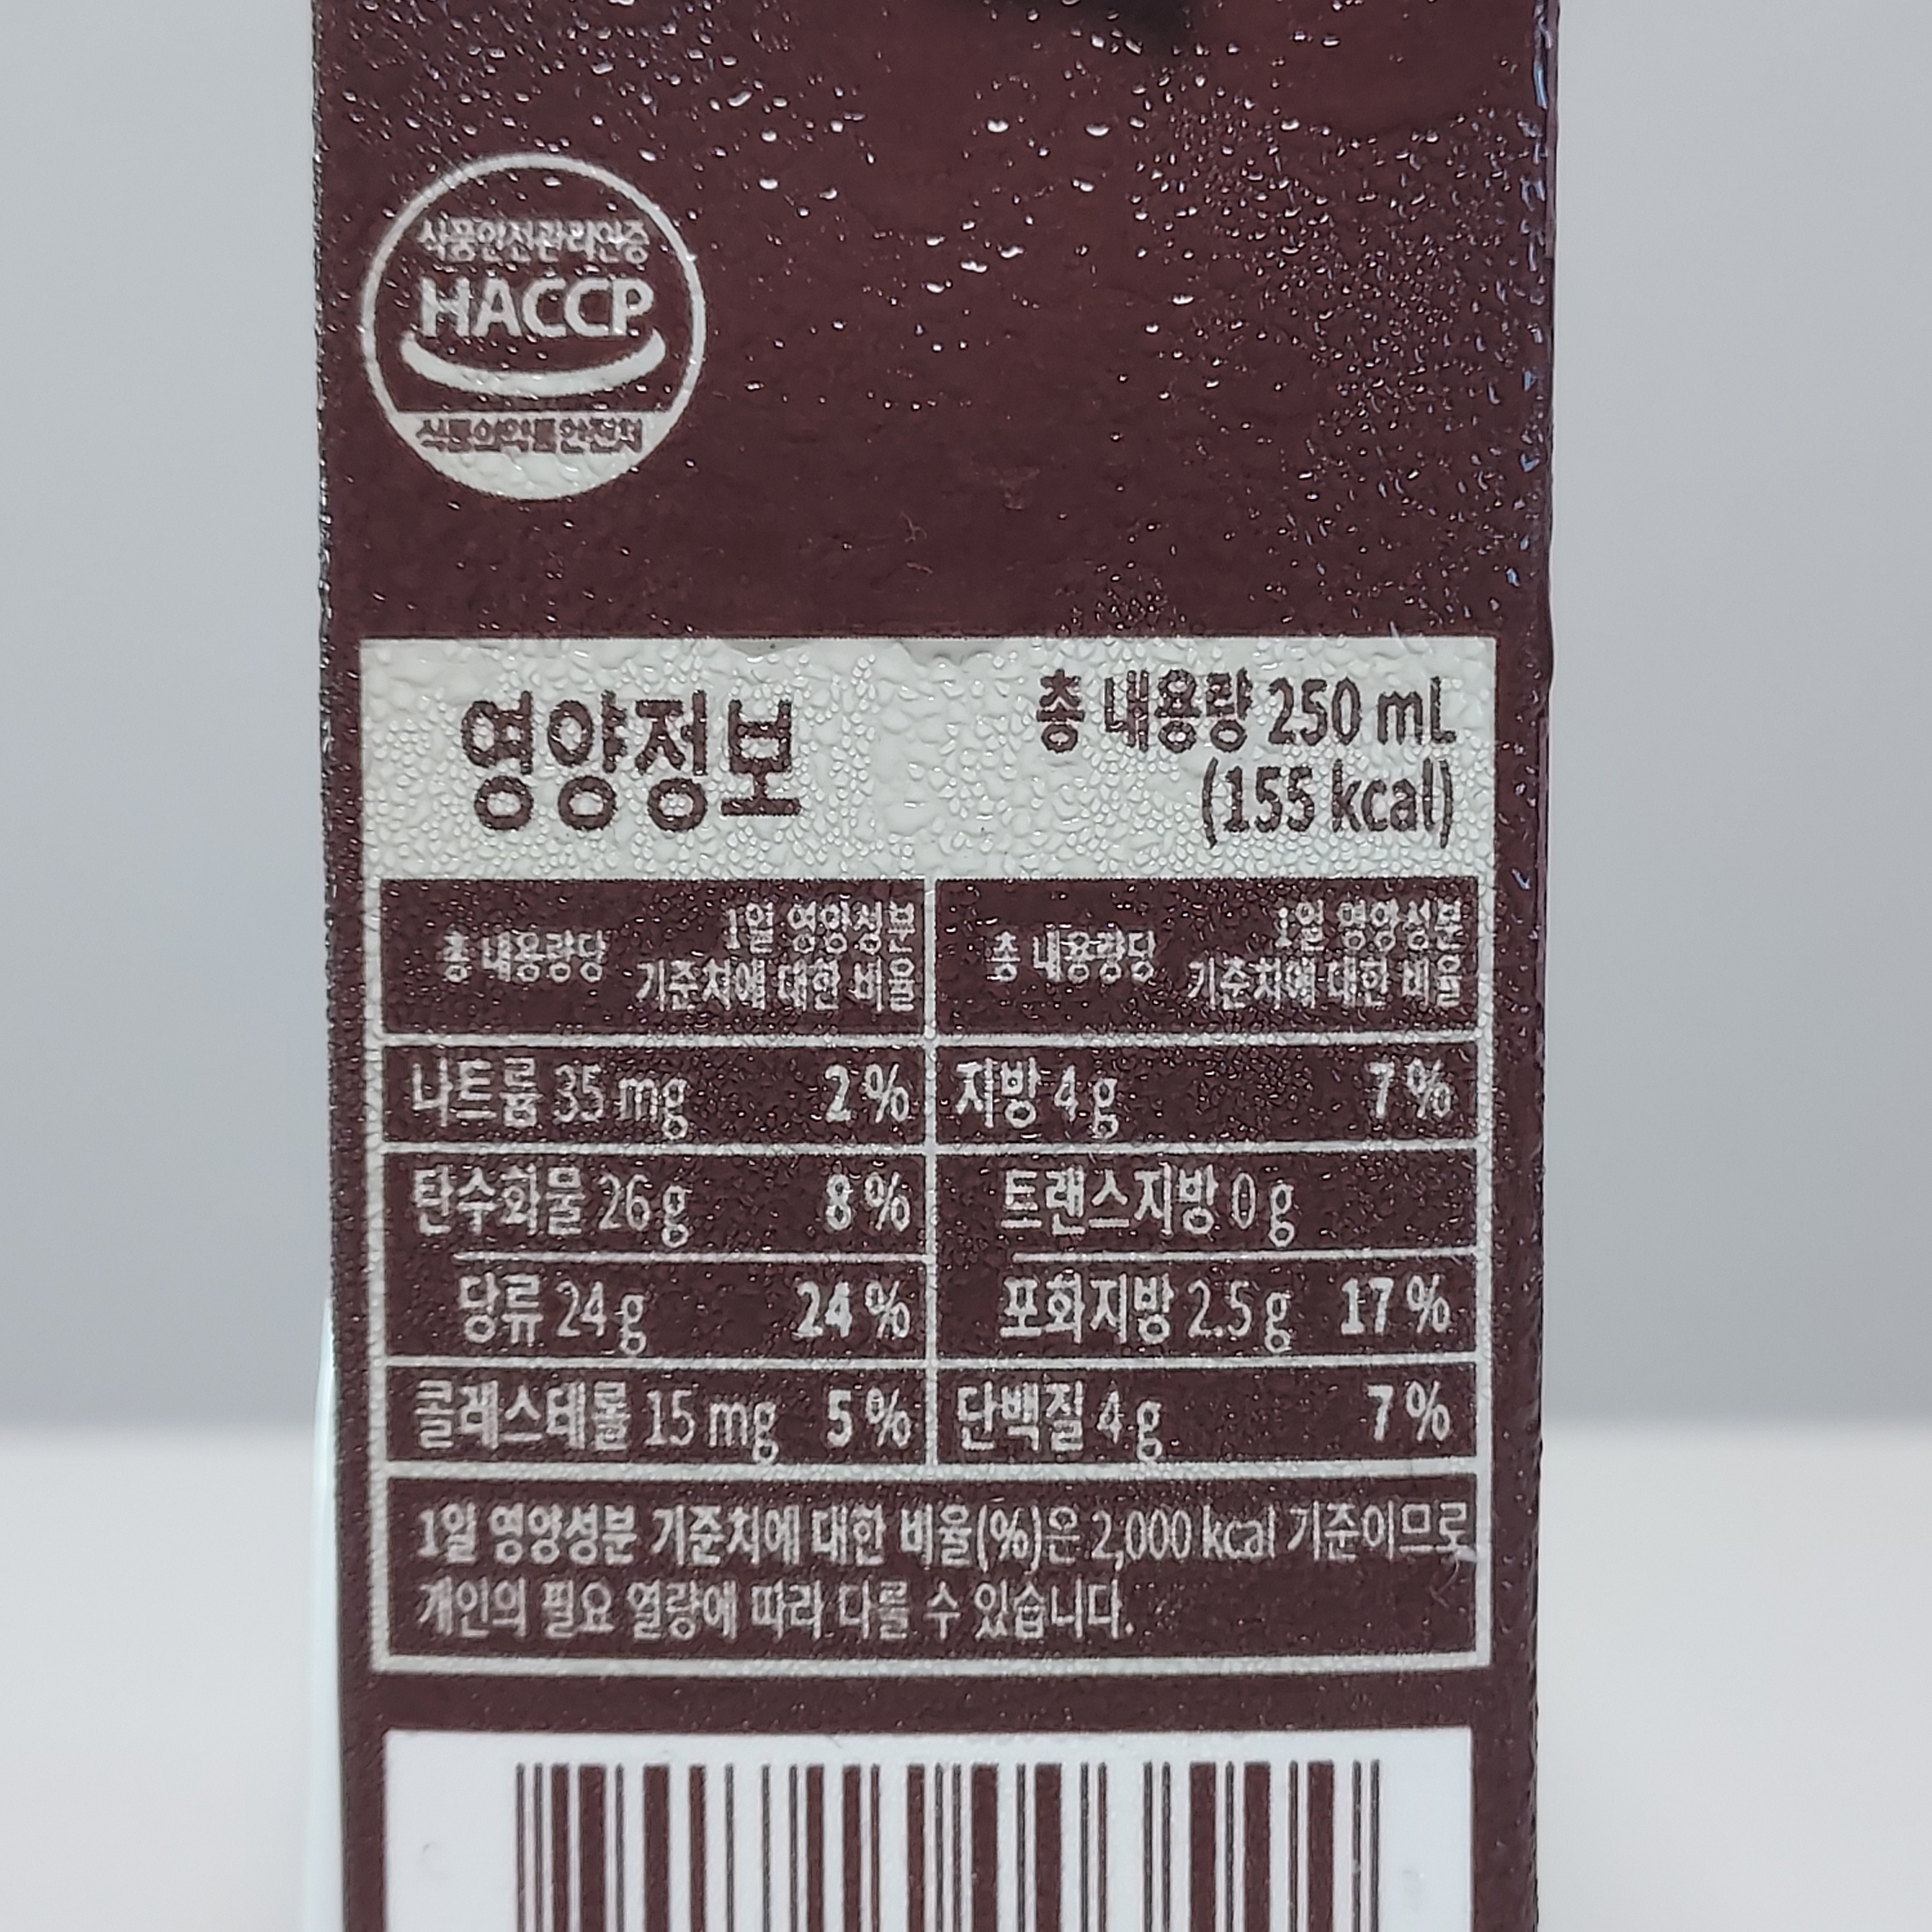 식품안전관리인증
HACCP
식품의약품안전처
영양정보
총 내용량 250 mL
(155 kcal)
총 내용량당
1일 영양성분
기준치에 대한 비율
총 내용량당
1일 영양성분
기준치에 대한 비율
나트륨 35 mg 2 %
지방 4 g 7 %
탄수화물 26 g 8 %
트랜스지방 0 g
당류 24 g 24 %
포화지방 2.5 g 17 %
콜레스테롤 15 mg 5 %
단백질 4 g 7 %
1일 영양성분 기준치에 대한 비율(%)은 2,000 kcal 기준이므로
개인의 필요 열량에 따라 다를 수 있습니다.